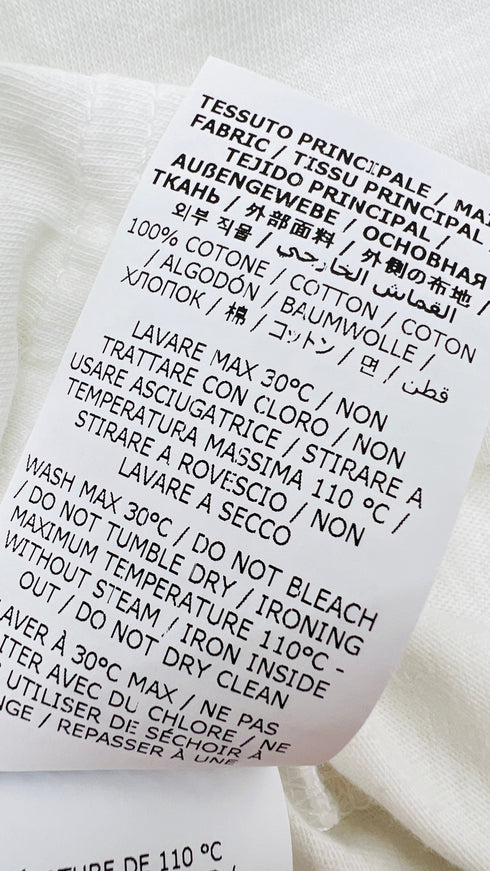 TESSUTO PRINCIPALE / MAI
FABRIC / TISSU PRINCIPAL /
TEJIDO PRINCIPAL /
AUßENGEWEBE / ОСНОВНАЯ
ТКАНЬ / 外部面料 / 外側の布地 /
외부 직물 / القماش الخارجي
100% COTONE / COTTON / COTON
/ ALGODÓN / BAUMWOLLE /
ХЛОПОК / 棉 / コットン / 면 / قطن
LAVARE MAX 30°C / NON
TRATTARE CON CLORO / NON
USARE ASCIUGATRICE / STIRARE A
TEMPERATURA MASSIMA 110 °C /
STIRARE A ROVESCIO / NON
LAVARE A SECCO
WASH MAX 30°C / DO NOT BLEACH
/ DO NOT TUMBLE DRY / IRONING
MAXIMUM TEMPERATURE 110°C -
WITHOUT STEAM / IRON INSIDE
OUT / DO NOT DRY CLEAN
LAVER À 30°C MAX / NE PAS
ITER AVEC DU CHLORE / NE
UTILISER DE SÉCHOIR À
NGE / REPASSER À UNE
TURE DE 110 °C